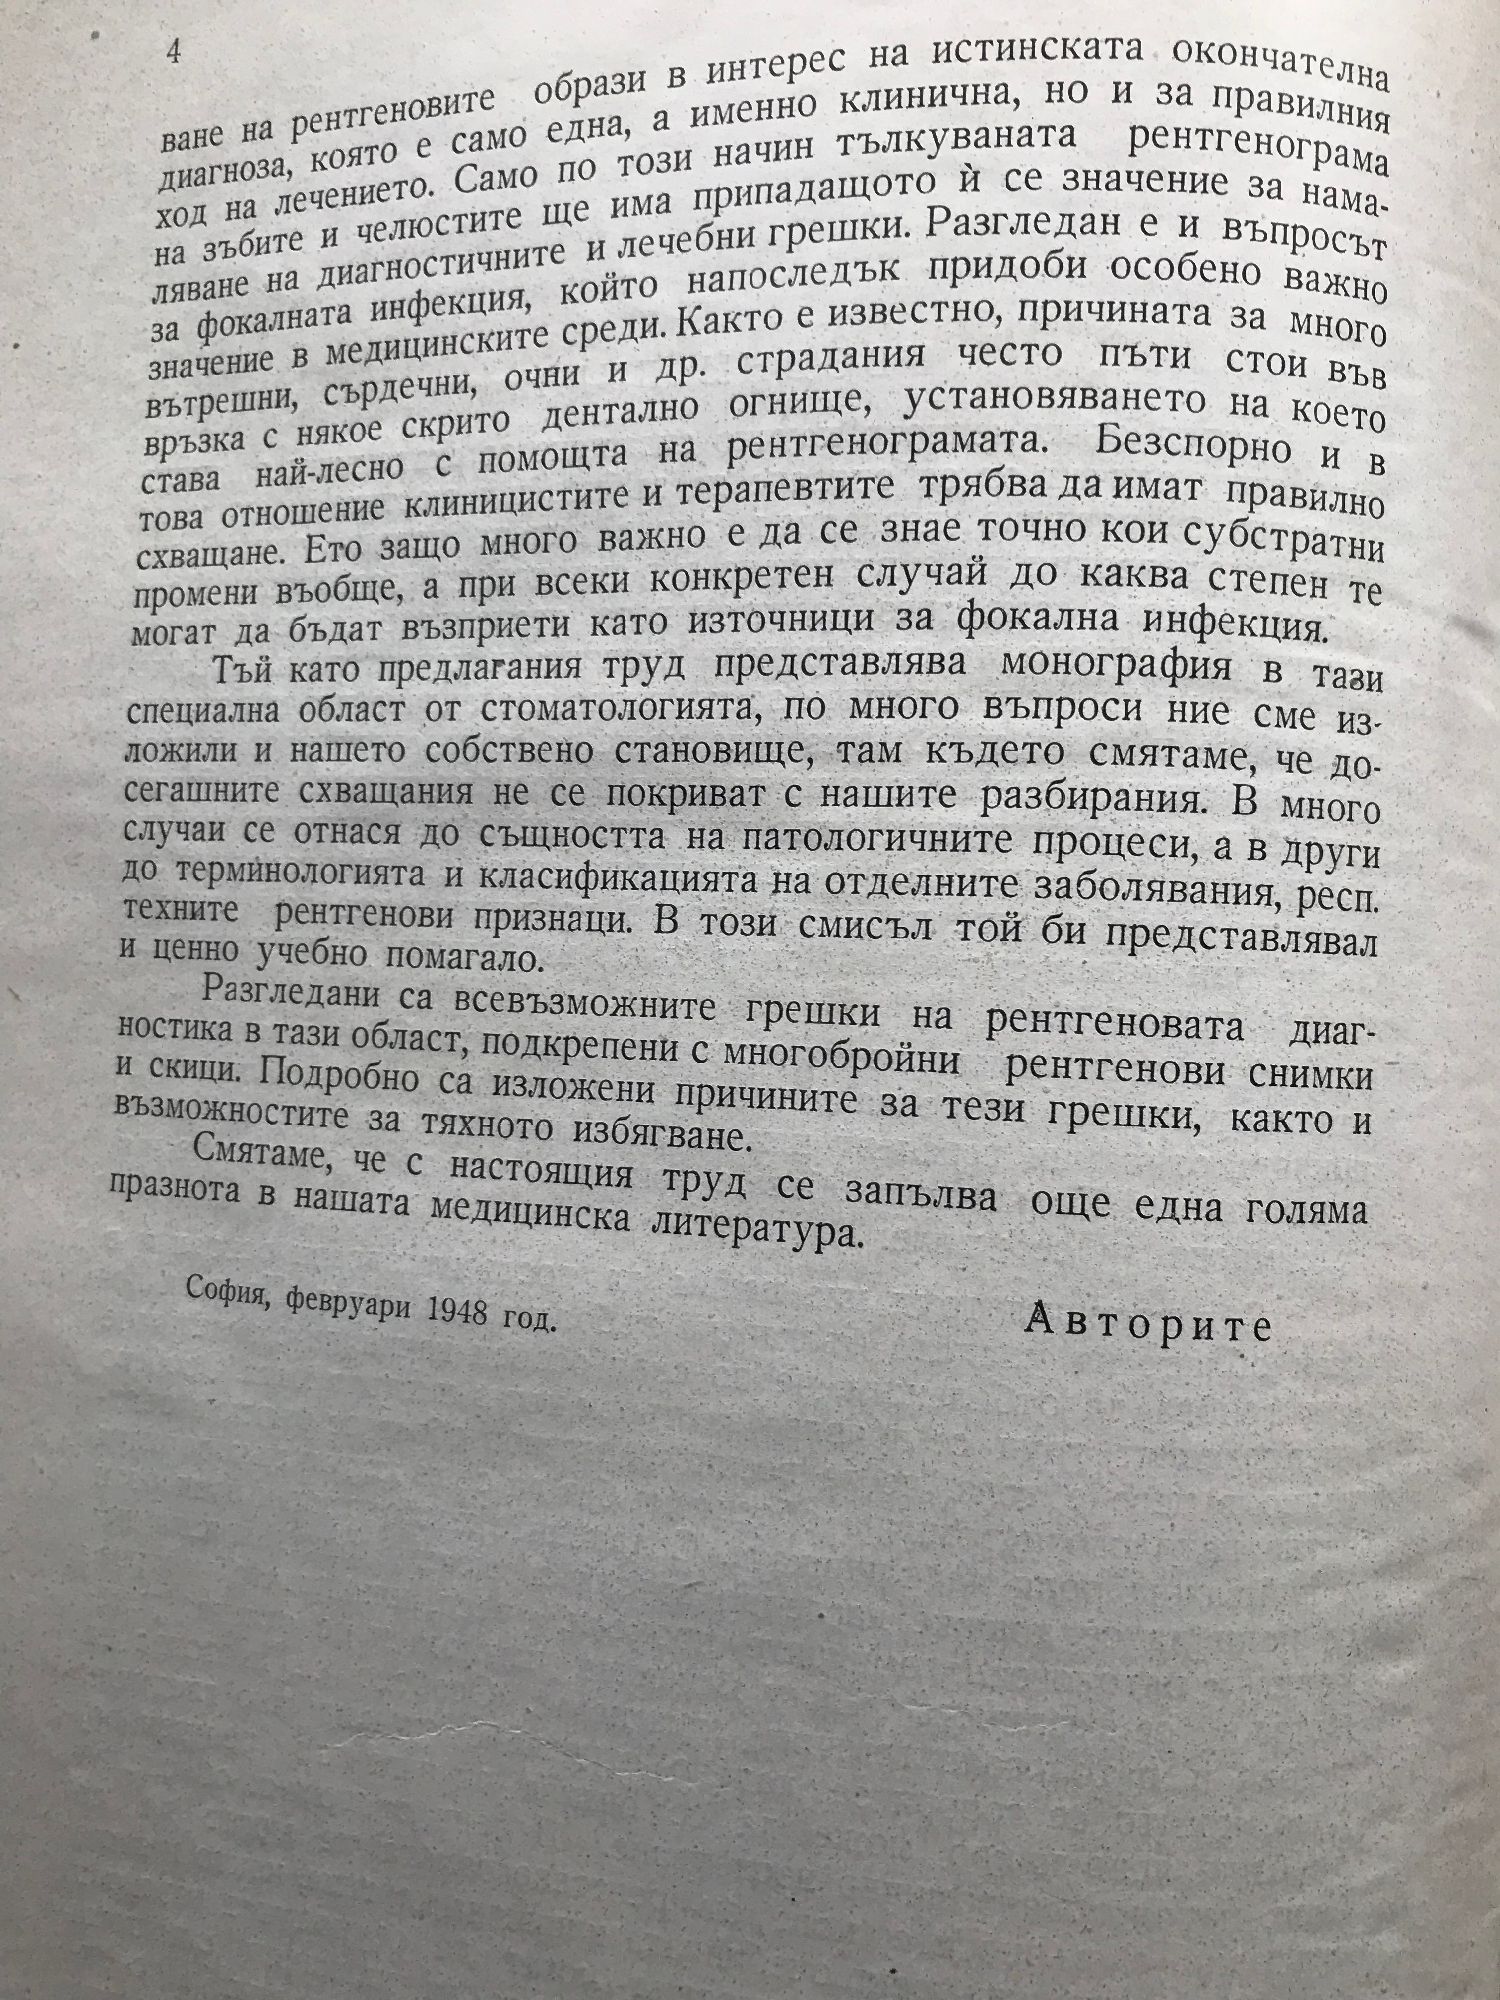 4
ване на рентгеновите образи в интерес на истинската окончателна
диагноза, която е само една, а именно клинична, но и за правилния
ход на лечението. Само по този начин тълкуваната рентгенограма
на зъбите и челюстите ще има припадащото ѝ се значение за нама-
ляване на диагностичните и лечебни грешки. Разгледан е и въпросът
за фокалната инфекция, който напоследък придоби особено важно
значение в медицинските среди. Както е известно, причината за много
вътрешни, сърдечни, очни и др. страдания често пъти стои във
връзка с някое скрито дентално огнище, установяването на което
става най-лесно с помощта на рентгенограмата. Безспорно и в
това отношение клиницистите и терапевтите трябва да имат правилно
схващане. Ето защо много важно е да се знае точно кои субстратни
промени въобще, а при всеки конкретен случай до каква степен те
могат да бъдат възприети като източници за фокална инфекция.
Тъй като предлагания труд представлява монография в тази
специална област от стоматологията, по много въпроси ние сме из-
ложили и нашето собствено становище, там където смятаме, че до-
сегашните схващания не се покриват с нашите разбирания. В много
случаи се отнася до същността на патологичните процеси, а в други
до терминологията и класификацията на отделните заболявания, респ.
техните рентгенови признаци. В този смисъл той би представлявал
и ценно учебно помагало.
Разгледани са всевъзможните грешки на рентгеновата диаг-
ностика в тази област, подкрепени с многобройни рентгенови снимки
и скици. Подробно са изложени причините за тези грешки, както и
възможностите за тяхното избягване.
Смятаме, че с настоящия труд се запълва още една голяма
празнота в нашата медицинска литература.
София, февруари 1948 год.
Авторите